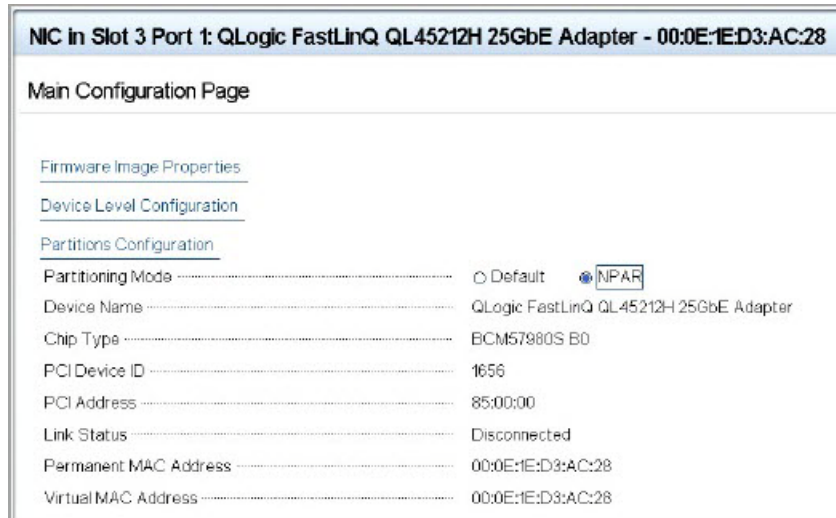 NIC in Slot 3 Port 1: QLogic FastLinQ QL45212H 25GbE Adapter - 00:0E:1E:D3:AC:28
Main Configuration Page
Firmware Image Properties
Device Level Configuration
Partitions Configuration
Partitioning Mode Default NPAR
Device Name QLogic FastLinQ QL45212H 25GbE Adapter
Chip Type BCM57980S B0
PCI Device ID 1656
PCI Address 85:00:00
Link Status Disconnected
Permanent MAC Address 00:0E:1E:D3:AC:28
Virtual MAC Address 00:0E:1E:D3:AC:28